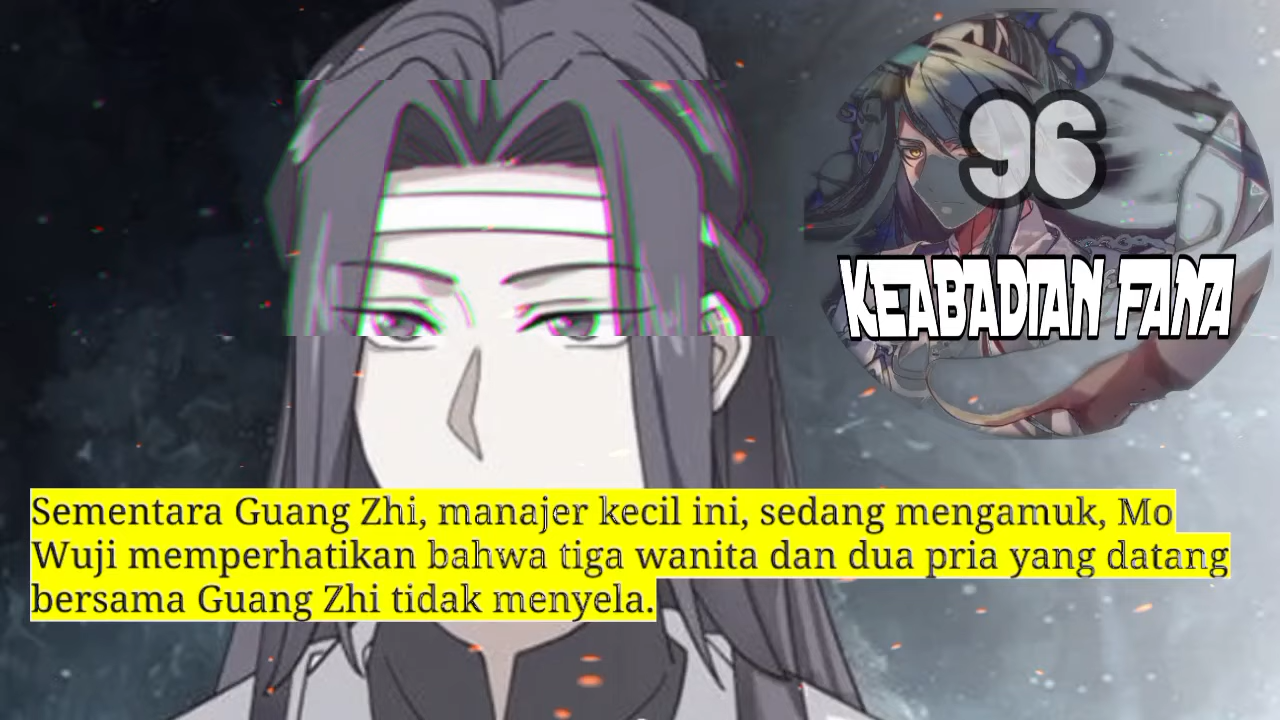 96
KEABADIAN FANA
Sementara Guang Zhi, manajer kecil ini, sedang mengamuk, Mo
Wuji memperhatikan bahwa tiga wanita dan dua pria yang datang
bersama Guang Zhi tidak menyela.